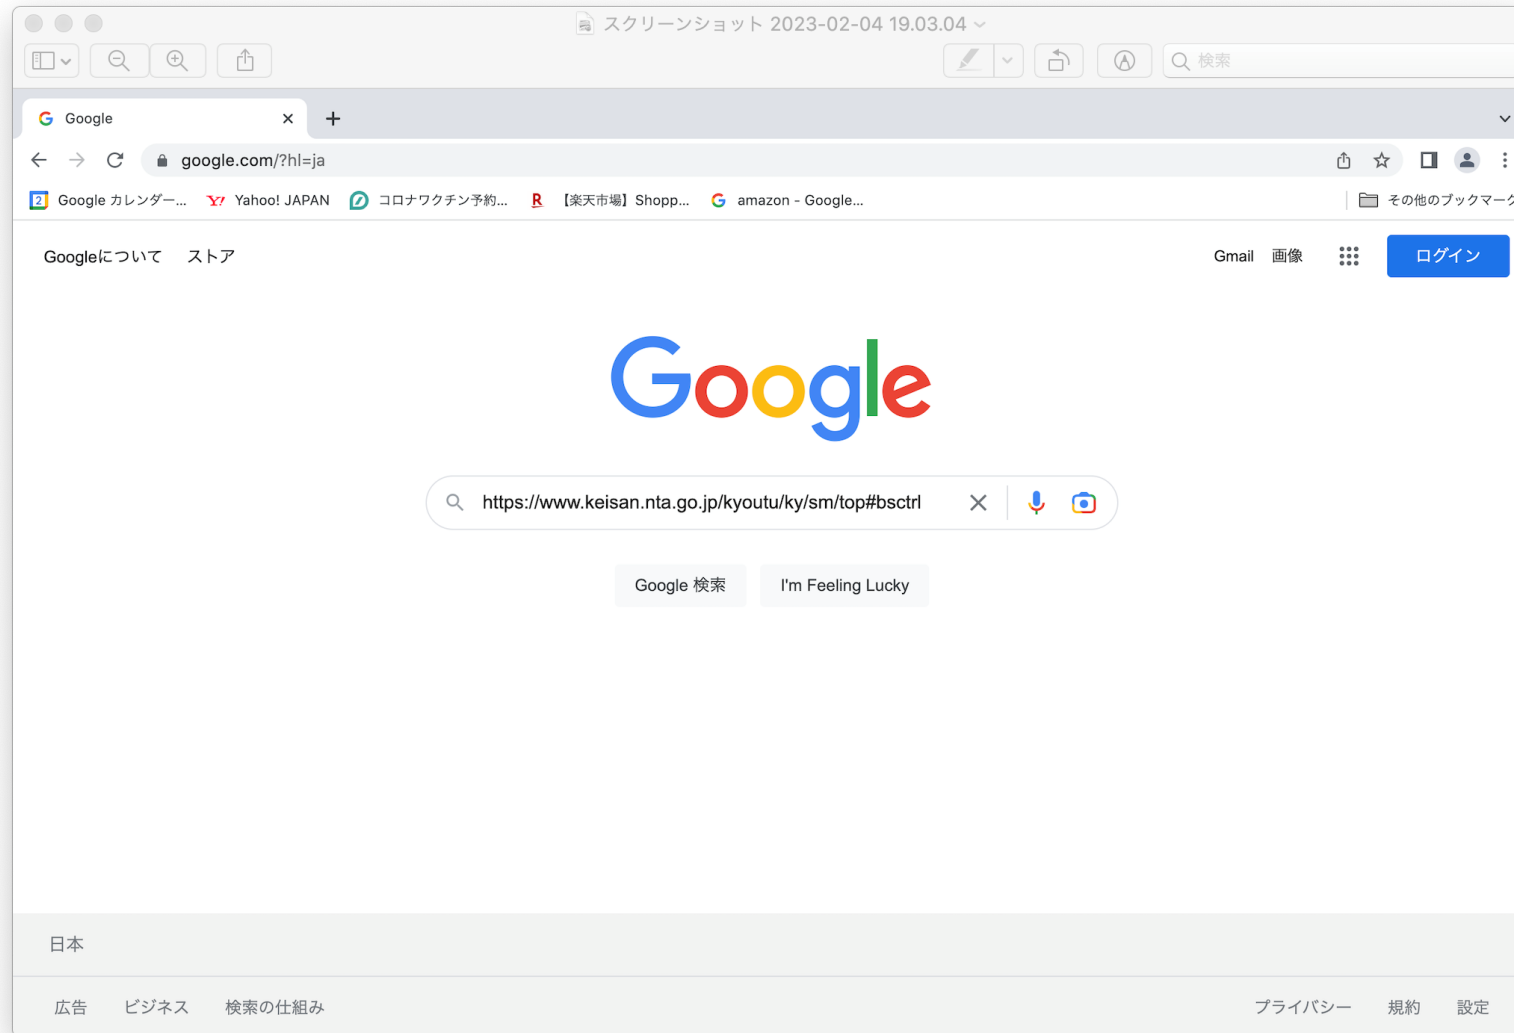 スクリーンショット 2023-02-04 19.03.04
検索
Google
google.com/?hl=ja
Google カレンダー... Yahoo! JAPAN コロナワクチン予約... 【楽天市場】Shopp... amazon - Google... その他のブックマーク
Googleについて ストア Gmail 画像 ログイン
Google
https://www.keisan.nta.go.jp/kyoutu/ky/sm/top#bsctrl
Google 検索 I'm Feeling Lucky
日本
広告 ビジネス 検索の仕組み プライバシー 規約 設定